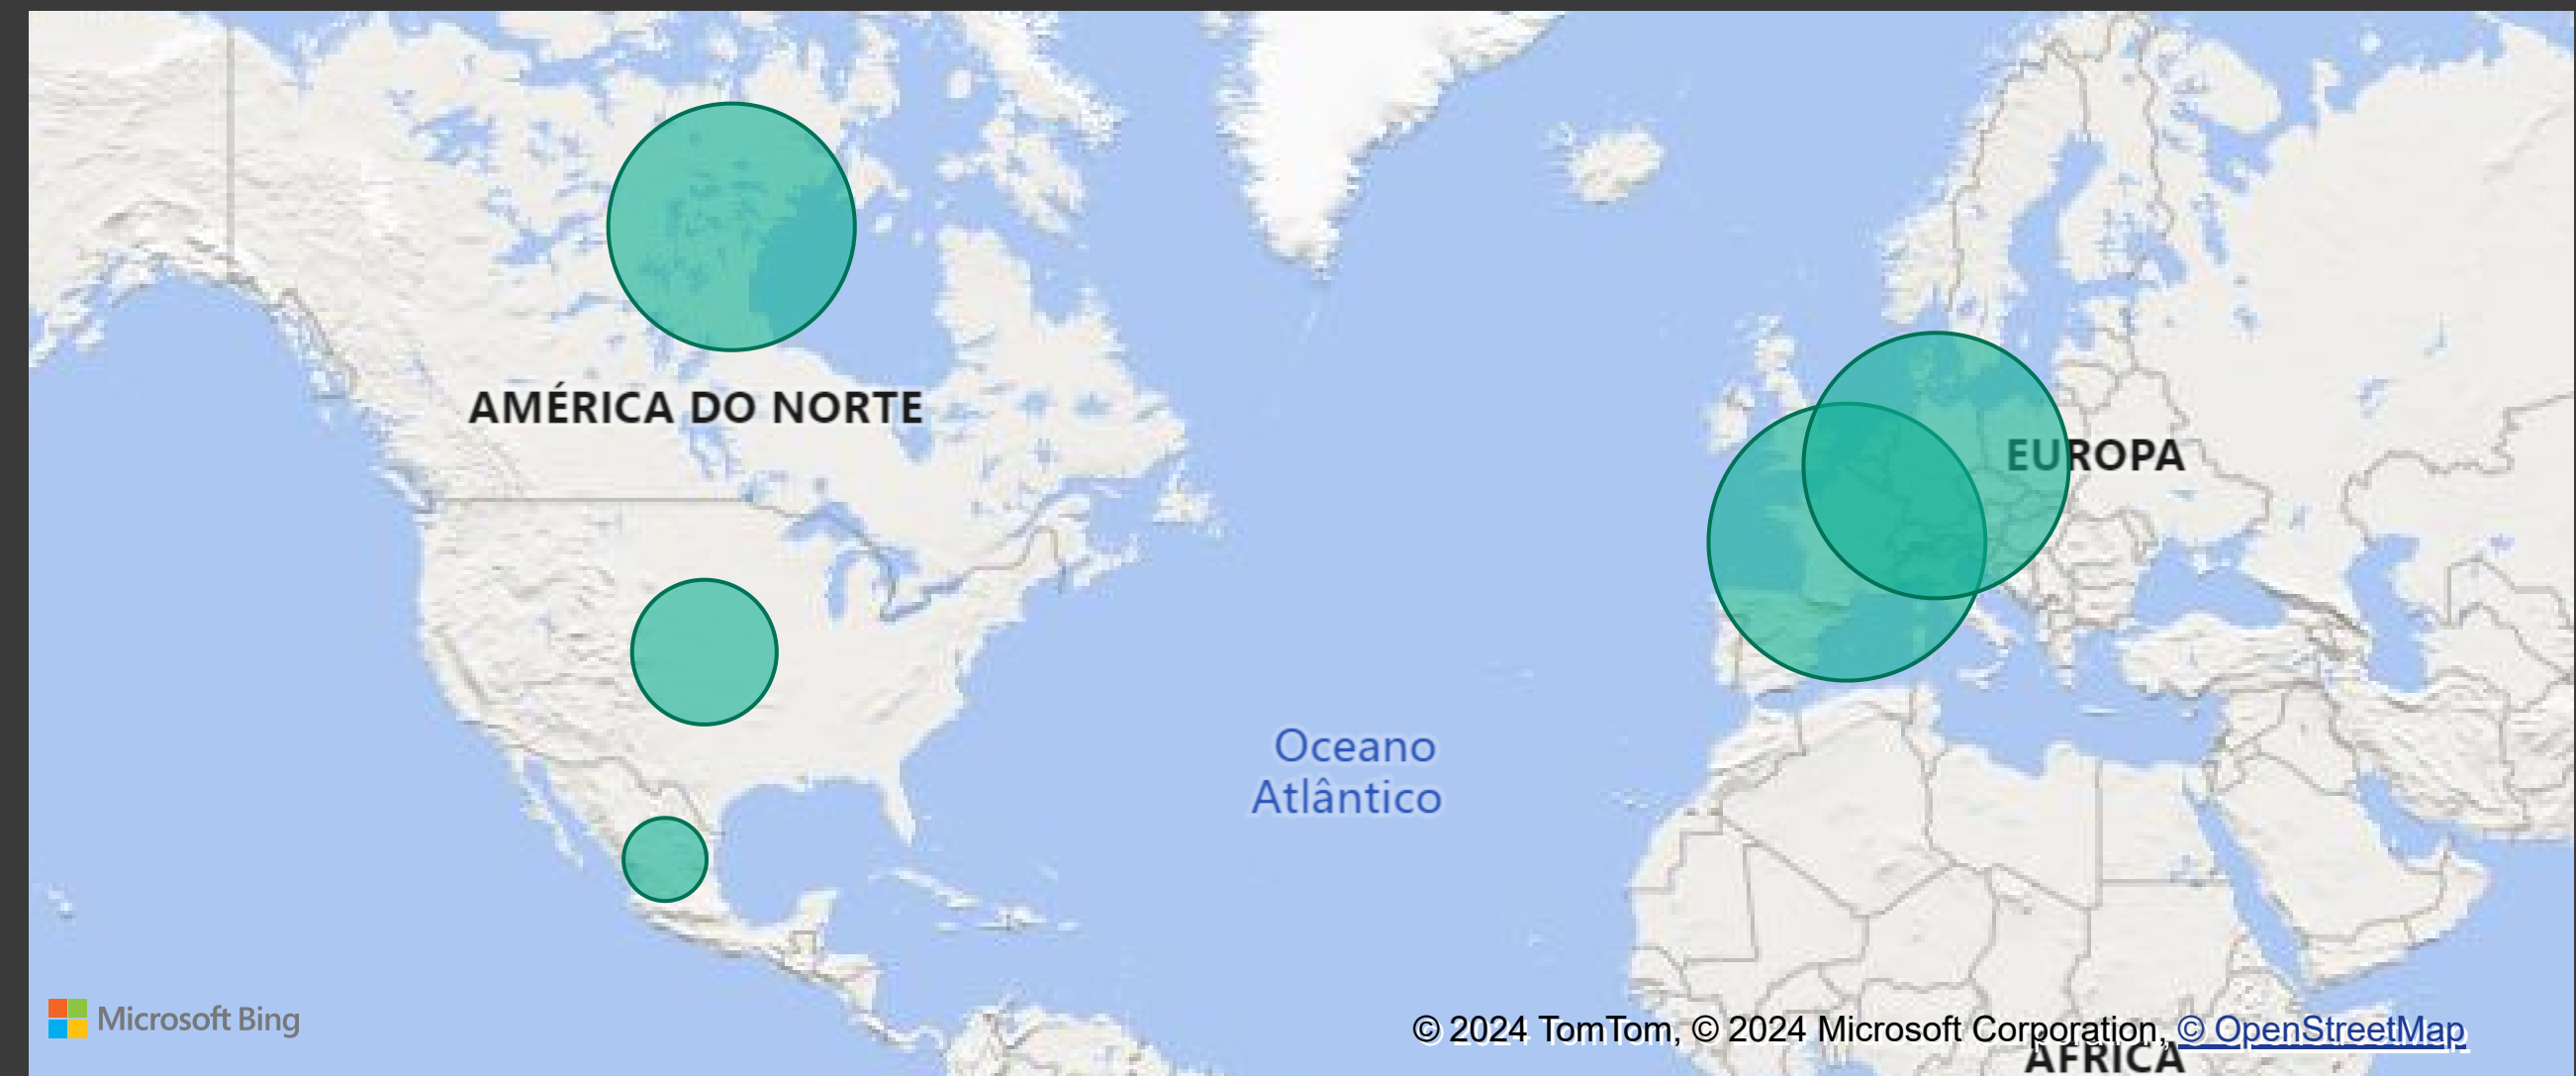 AMÉRICA DO NORTE
EUROPA
Oceano
Atlântico
Microsoft Bing
© 2024 TomTom, © 2024 Microsoft Corporation, © OpenStreetMap
ÁFRICA